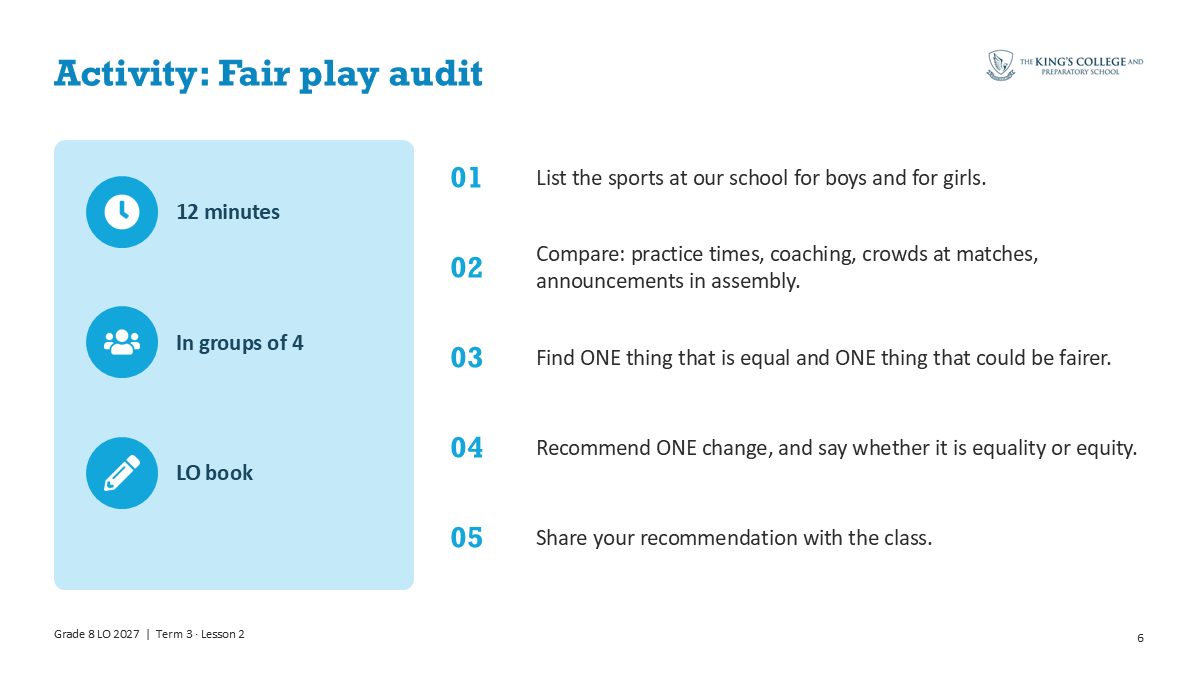 Activity: Fair play audit
THE KING'S COLLEGE AND
PREPARATORY SCHOOL
12 minutes
In groups of 4
LO book
01 List the sports at our school for boys and for girls.
02 Compare: practice times, coaching, crowds at matches,
announcements in assembly.
03 Find ONE thing that is equal and ONE thing that could be fairer.
04 Recommend ONE change, and say whether it is equality or equity.
05 Share your recommendation with the class.
Grade 8 LO 2027 | Term 3 · Lesson 2
6